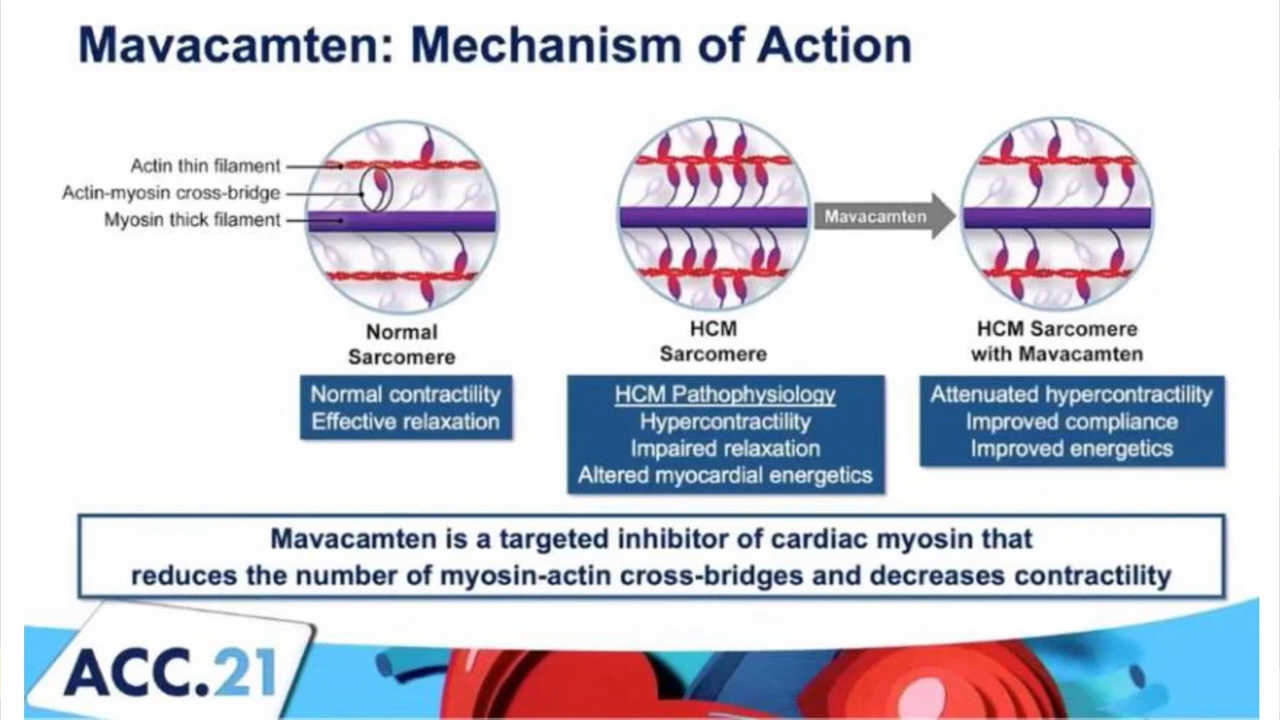 Mavacamten: Mechanism of Action
Actin thin filament
Actin-myosin cross-bridge
Myosin thick filament
Mavacamten
Normal
Sarcomere
HCM
Sarcomere
HCM Sarcomere
with Mavacamten
Normal contractility
Effective relaxation
HCM Pathophysiology
Hypercontractility
Impaired relaxation
Altered myocardial energetics
Attenuated hypercontractility
Improved compliance
Improved energetics
Mavacamten is a targeted inhibitor of cardiac myosin that
reduces the number of myosin-actin cross-bridges and decreases contractility
ACC.21